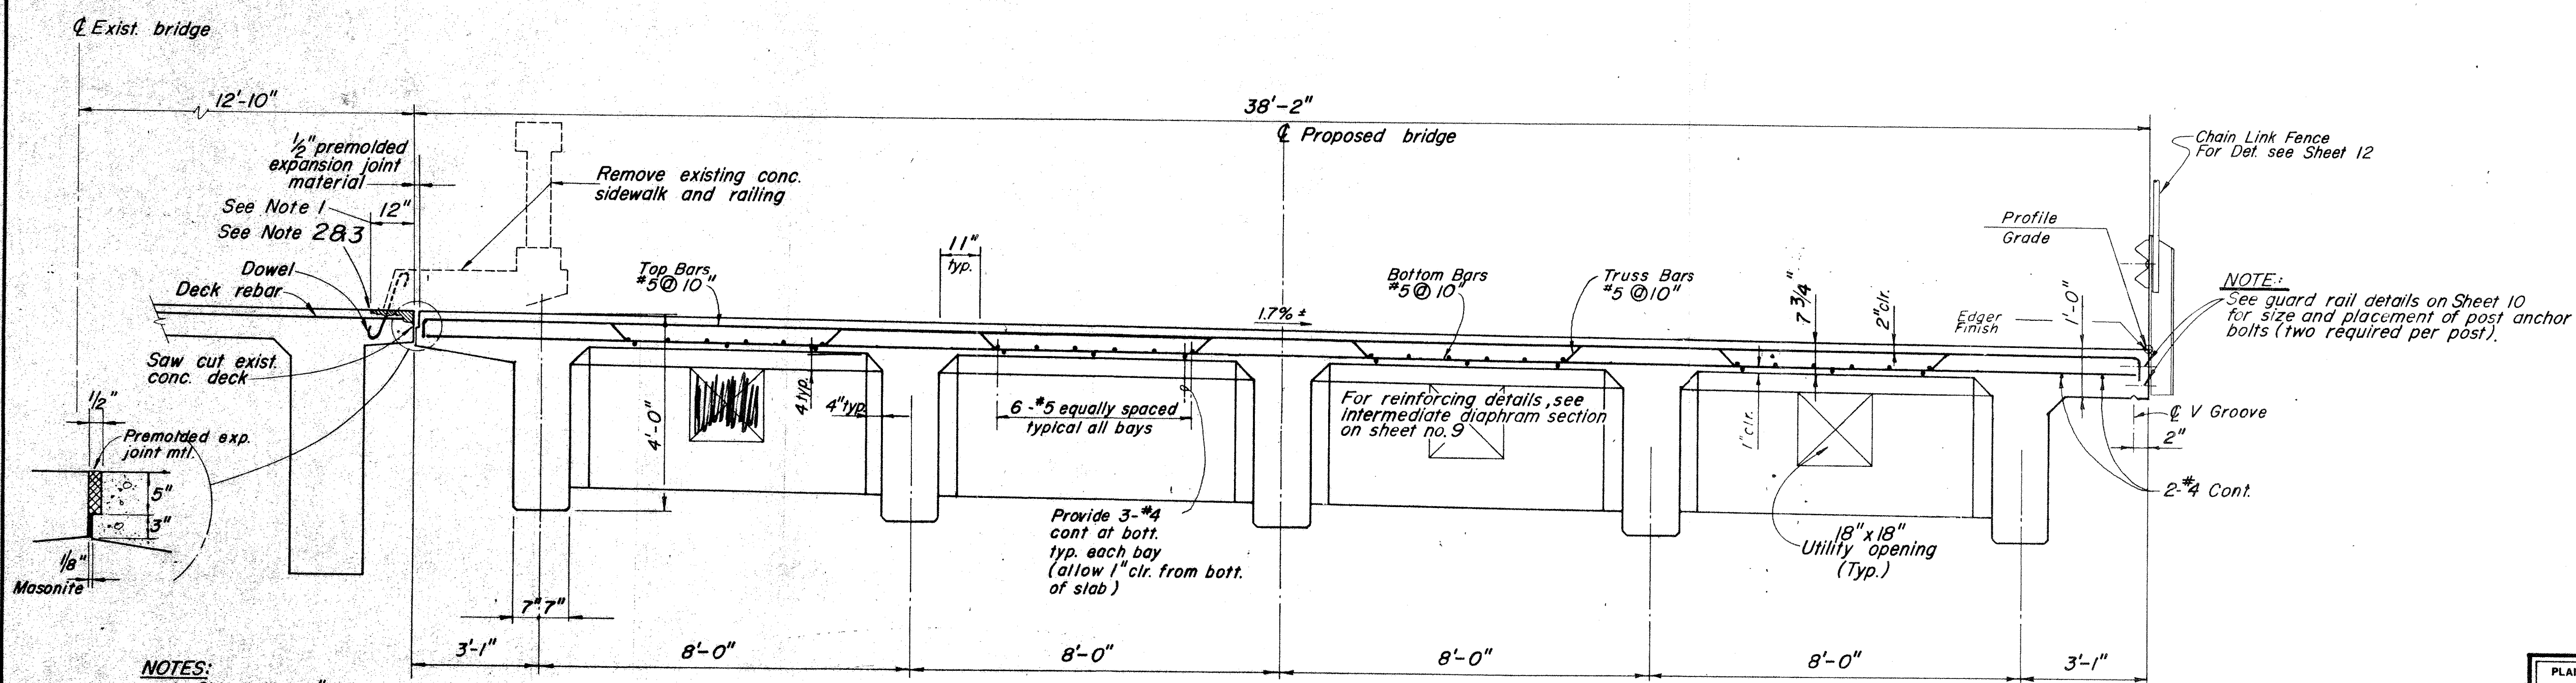 ℄ Exist. bridge
12'-10"
38'-2"
℄ Proposed bridge
Chain Link Fence
For Det. see Sheet 12
1/2" premolded
expansion joint
material
Remove existing conc.
sidewalk and railing
See Note 1
12"
See Note 2&3
Profile
Grade
11"
typ.
Dowel
Deck rebar
Top Bars
#5@10"
Bottom Bars
#5@10"
Truss Bars
#5@10"
7 3/4"
2"clr.
1'-0"
NOTE:
See guard rail details on Sheet 10
for size and placement of post anchor
bolts (two required per post).
1.7% ±
Edger
Finish
Saw cut exist.
conc. deck
4 typ.
4"typ.
4'-0"
6-#5 equally spaced
typical all bays
For reinforcing details, see
intermediate diaphram section
on sheet no. 9
1"clr.
℄ V Groove
2"
1/2"
Premolded exp.
joint mtl.
5"
3"
1/8"
Masonite
2-#4 Cont.
Provide 3-#4
cont at bott.
typ. each bay
(allow 1"clr. from bott.
of slab)
18"x18"
Utility opening
(Typ.)
7" 7"
3'-1"
8'-0"
8'-0"
8'-0"
8'-0"
3'-1"
NOTES: